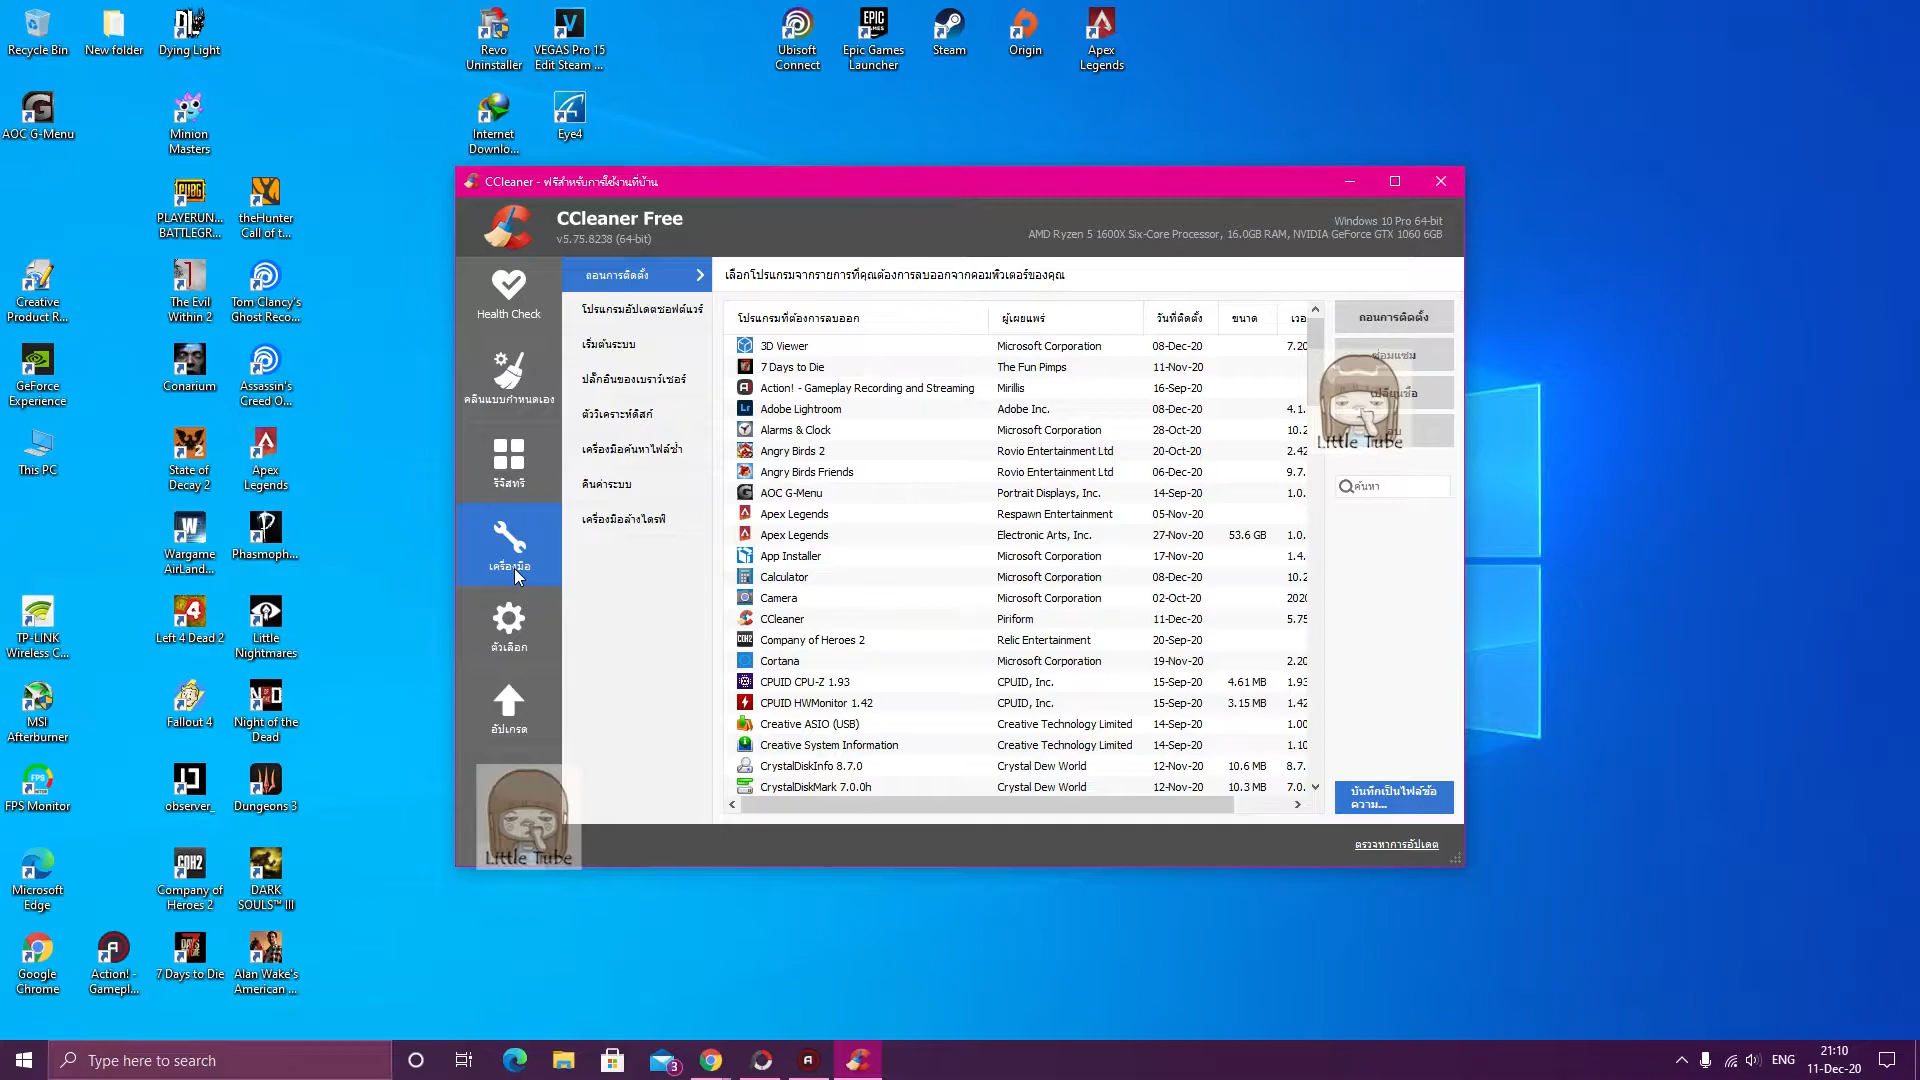 Recycle Bin
New folder
Dying Light
Revo
Uninstaller
VEGAS Pro 15
Edit Steam ...
Ubisoft
Connect
Epic Games
Launcher
Steam
Origin
Apex
Legends
AOC G-Menu
Minion
Masters
Internet
Downlo...
Eye4
PLAYERUN...
BATTLEGR...
theHunter
Call of t...
Creative
Product R...
The Evil
Within 2
Tom Clancy's
Ghost Reco...
GeForce
Experience
Conarium
Assassin's
Creed O...
This PC
State of
Decay 2
Apex
Legends
Wargame
AirLand...
Phasmoph...
TP-LINK
Wireless C...
Left 4 Dead 2
Little
Nightmares
MSI
Afterburner
Fallout 4
Night of the
Dead
FPS Monitor
observer_
Dungeons 3
Microsoft
Edge
Company of
Heroes 2
DARK
SOULS™ III
Google
Chrome
Action! -
Gamepl...
7 Days to Die
Alan Wake's
American ...
CCleaner - ฟรีสำหรับการใช้งานที่บ้าน
CCleaner Free
v5.75.8238 (64-bit)
Windows 10 Pro 64-bit
AMD Ryzen 5 1600X Six-Core Processor, 16.0GB RAM, NVIDIA GeForce GTX 1060 6GB
Health Check
คลีนแบบกำหนดเอง
รีจิสทรี
เครื่องมือ
ตัวเลือก
อัปเกรด
ถอนการติดตั้ง
โปรแกรมอัปเดตซอฟต์แวร์
เริ่มต้นระบบ
ปลั๊กอินของเบราว์เซอร์
ตัววิเคราะห์ดิสก์
เครื่องมือค้นหาไฟล์ซ้ำ
คืนค่าระบบ
เครื่องมือล้างไดรฟ์
เลือกโปรแกรมจากรายการที่คุณต้องการลบออกจากคอมพิวเตอร์ของคุณ
โปรแกรมที่ต้องการลบออก ผู้เผยแพร่ วันที่ติดตั้ง ขนาด เวอ
3D Viewer Microsoft Corporation 08-Dec-20 7.20
7 Days to Die The Fun Pimps 11-Nov-20
Action! - Gameplay Recording and Streaming Mirillis 16-Sep-20
Adobe Lightroom Adobe Inc. 08-Dec-20 4.1.
Alarms & Clock Microsoft Corporation 28-Oct-20 10.2
Angry Birds 2 Rovio Entertainment Ltd 20-Oct-20 2.42
Angry Birds Friends Rovio Entertainment Ltd 06-Dec-20 9.7.
AOC G-Menu Portrait Displays, Inc. 14-Sep-20 1.0.
Apex Legends Respawn Entertainment 05-Nov-20
Apex Legends Electronic Arts, Inc. 27-Nov-20 53.6 GB 1.0.
App Installer Microsoft Corporation 17-Nov-20 1.4.
Calculator Microsoft Corporation 08-Dec-20 10.2
Camera Microsoft Corporation 02-Oct-20 2020
CCleaner Piriform 11-Dec-20 5.75
Company of Heroes 2 Relic Entertainment 20-Sep-20
Cortana Microsoft Corporation 19-Nov-20 2.20
CPUID CPU-Z 1.93 CPUID, Inc. 15-Sep-20 4.61 MB 1.93
CPUID HWMonitor 1.42 CPUID, Inc. 15-Sep-20 3.15 MB 1.42
Creative ASIO (USB) Creative Technology Limited 14-Sep-20 1.00
Creative System Information Creative Technology Limited 14-Sep-20 1.10
CrystalDiskInfo 8.7.0 Crystal Dew World 12-Nov-20 10.6 MB 8.7.
CrystalDiskMark 7.0.0h Crystal Dew World 12-Nov-20 10.3 MB 7.0.
ถอนการติดตั้ง
ซ่อมแซม
เปลี่ยนชื่อ
Little Tube
ค้นหา
บันทึกเป็นไฟล์ข้อ
ความ...
Little Tube
ตรวจหาการอัปเดต
Type here to search
3
ENG
21:10
11-Dec-20